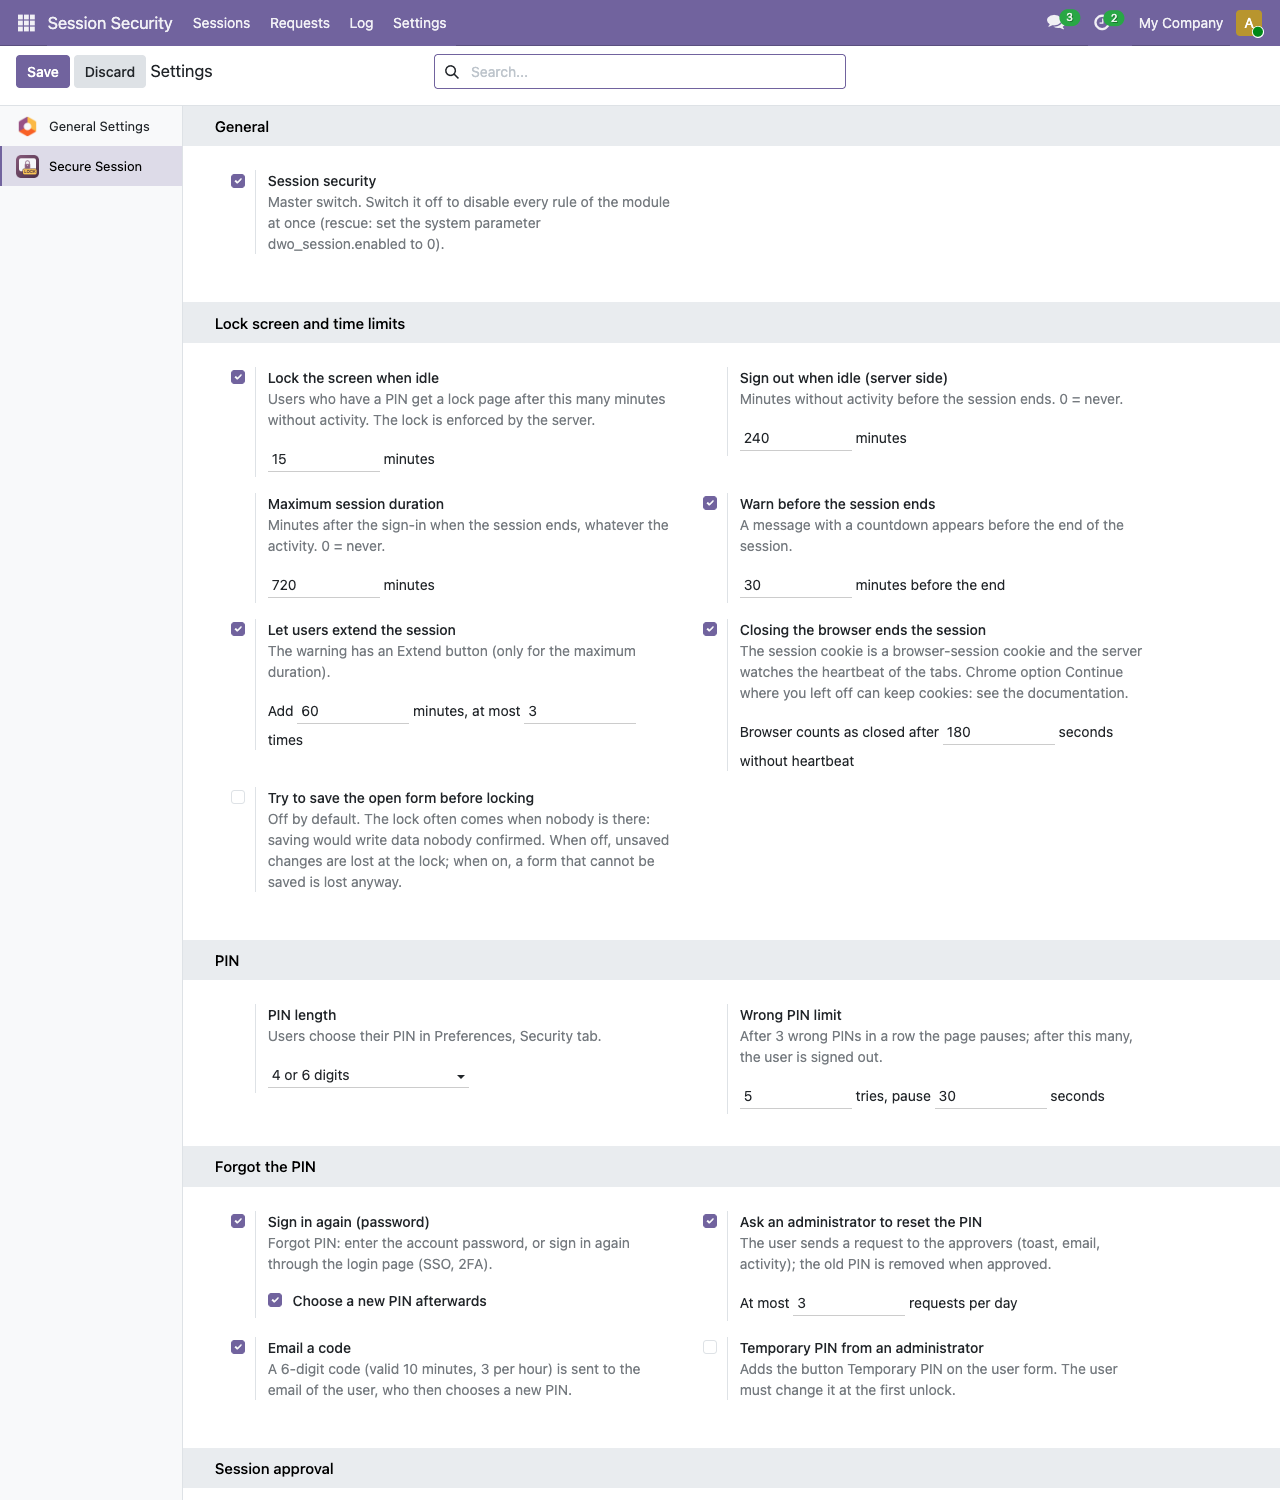 Session Security Sessions Requests Log Settings 3 2 My Company A
Save Discard Settings Search...
General Settings
Secure Session
General
Session security
Master switch. Switch it off to disable every rule of the module
at once (rescue: set the system parameter
dwo_session.enabled to 0).
Lock screen and time limits
Lock the screen when idle
Users who have a PIN get a lock page after this many minutes
without activity. The lock is enforced by the server.
15 minutes
Sign out when idle (server side)
Minutes without activity before the session ends. 0 = never.
240 minutes
Maximum session duration
Minutes after the sign-in when the session ends, whatever the
activity. 0 = never.
720 minutes
Warn before the session ends
A message with a countdown appears before the end of the
session.
30 minutes before the end
Let users extend the session
The warning has an Extend button (only for the maximum
duration).
Add 60 minutes, at most 3
times
Closing the browser ends the session
The session cookie is a browser-session cookie and the server
watches the heartbeat of the tabs. Chrome option Continue
where you left off can keep cookies: see the documentation.
Browser counts as closed after 180 seconds
without heartbeat
Try to save the open form before locking
Off by default. The lock often comes when nobody is there:
saving would write data nobody confirmed. When off, unsaved
changes are lost at the lock; when on, a form that cannot be
saved is lost anyway.
PIN
PIN length
Users choose their PIN in Preferences, Security tab.
4 or 6 digits
Wrong PIN limit
After 3 wrong PINs in a row the page pauses; after this many,
the user is signed out.
5 tries, pause 30 seconds
Forgot the PIN
Sign in again (password)
Forgot PIN: enter the account password, or sign in again
through the login page (SSO, 2FA).
Choose a new PIN afterwards
Ask an administrator to reset the PIN
The user sends a request to the approvers (toast, email,
activity); the old PIN is removed when approved.
At most 3 requests per day
Email a code
A 6-digit code (valid 10 minutes, 3 per hour) is sent to the
email of the user, who then chooses a new PIN.
Temporary PIN from an administrator
Adds the button Temporary PIN on the user form. The user
must change it at the first unlock.
Session approval